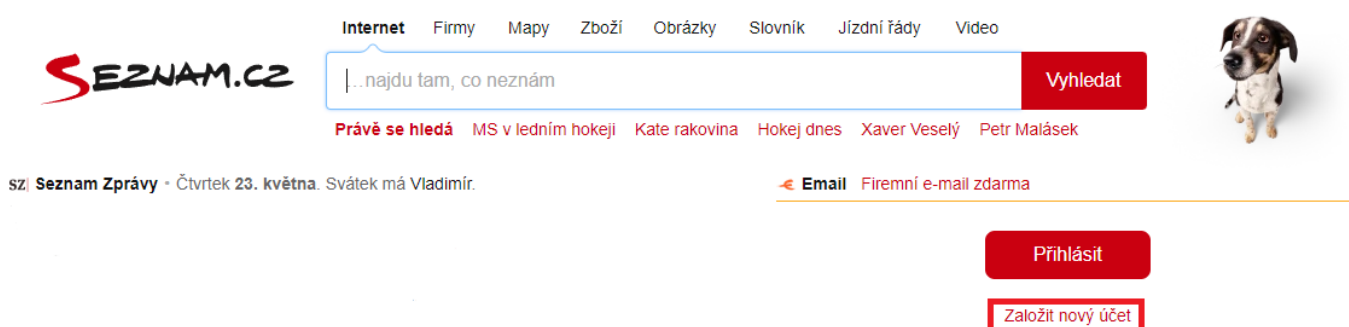 Internet Firmy Mapy Zboží Obrázky Slovník Jízdní řády Video
SEZNAM.CZ
...najdu tam, co neznám Vyhledat
Právě se hledá MS v ledním hokeji Kate rakovina Hokej dnes Xaver Veselý Petr Malásek
SZ Seznam Zprávy • Čtvrtek 23. května. Svátek má Vladimír.
Email Firemní e-mail zdarma
Přihlásit
Založit nový účet